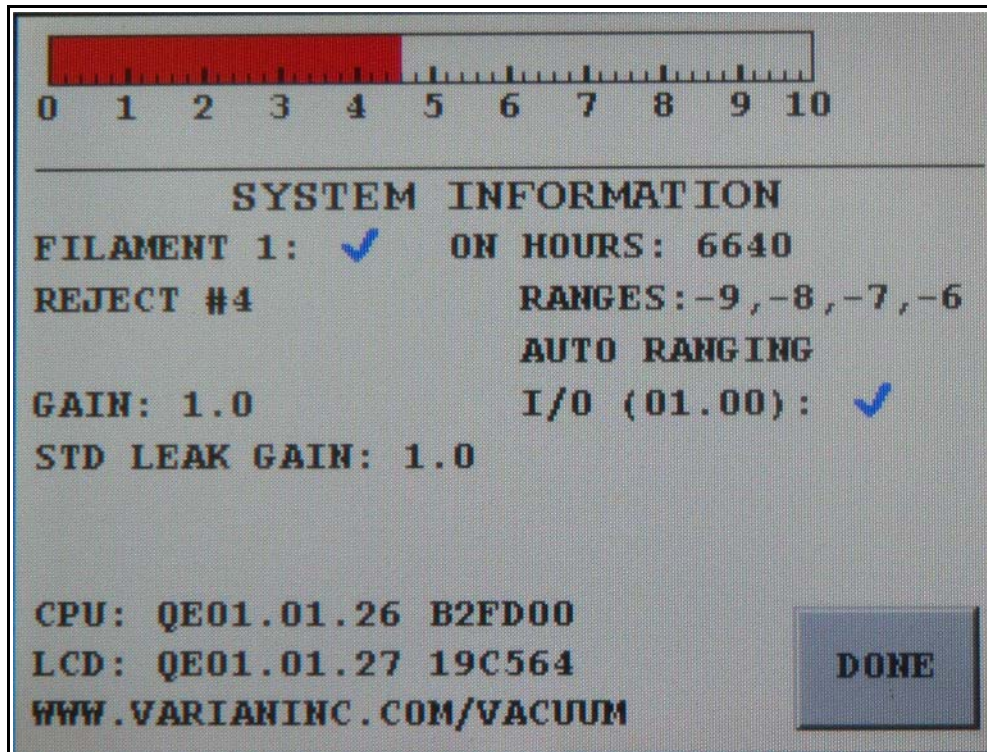 0 1 2 3 4 5 6 7 8 9 10
SYSTEM INFORMATION
FILAMENT 1: ✓ ON HOURS: 6640
REJECT #4 RANGES:-9,-8,-7,-6
AUTO RANGING
GAIN: 1.0 I/O (01.00): ✓
STD LEAK GAIN: 1.0
CPU: QE01.01.26 B2FD00
LCD: QE01.01.27 19C564
DONE
WWW.VARIANINC.COM/VACUUM